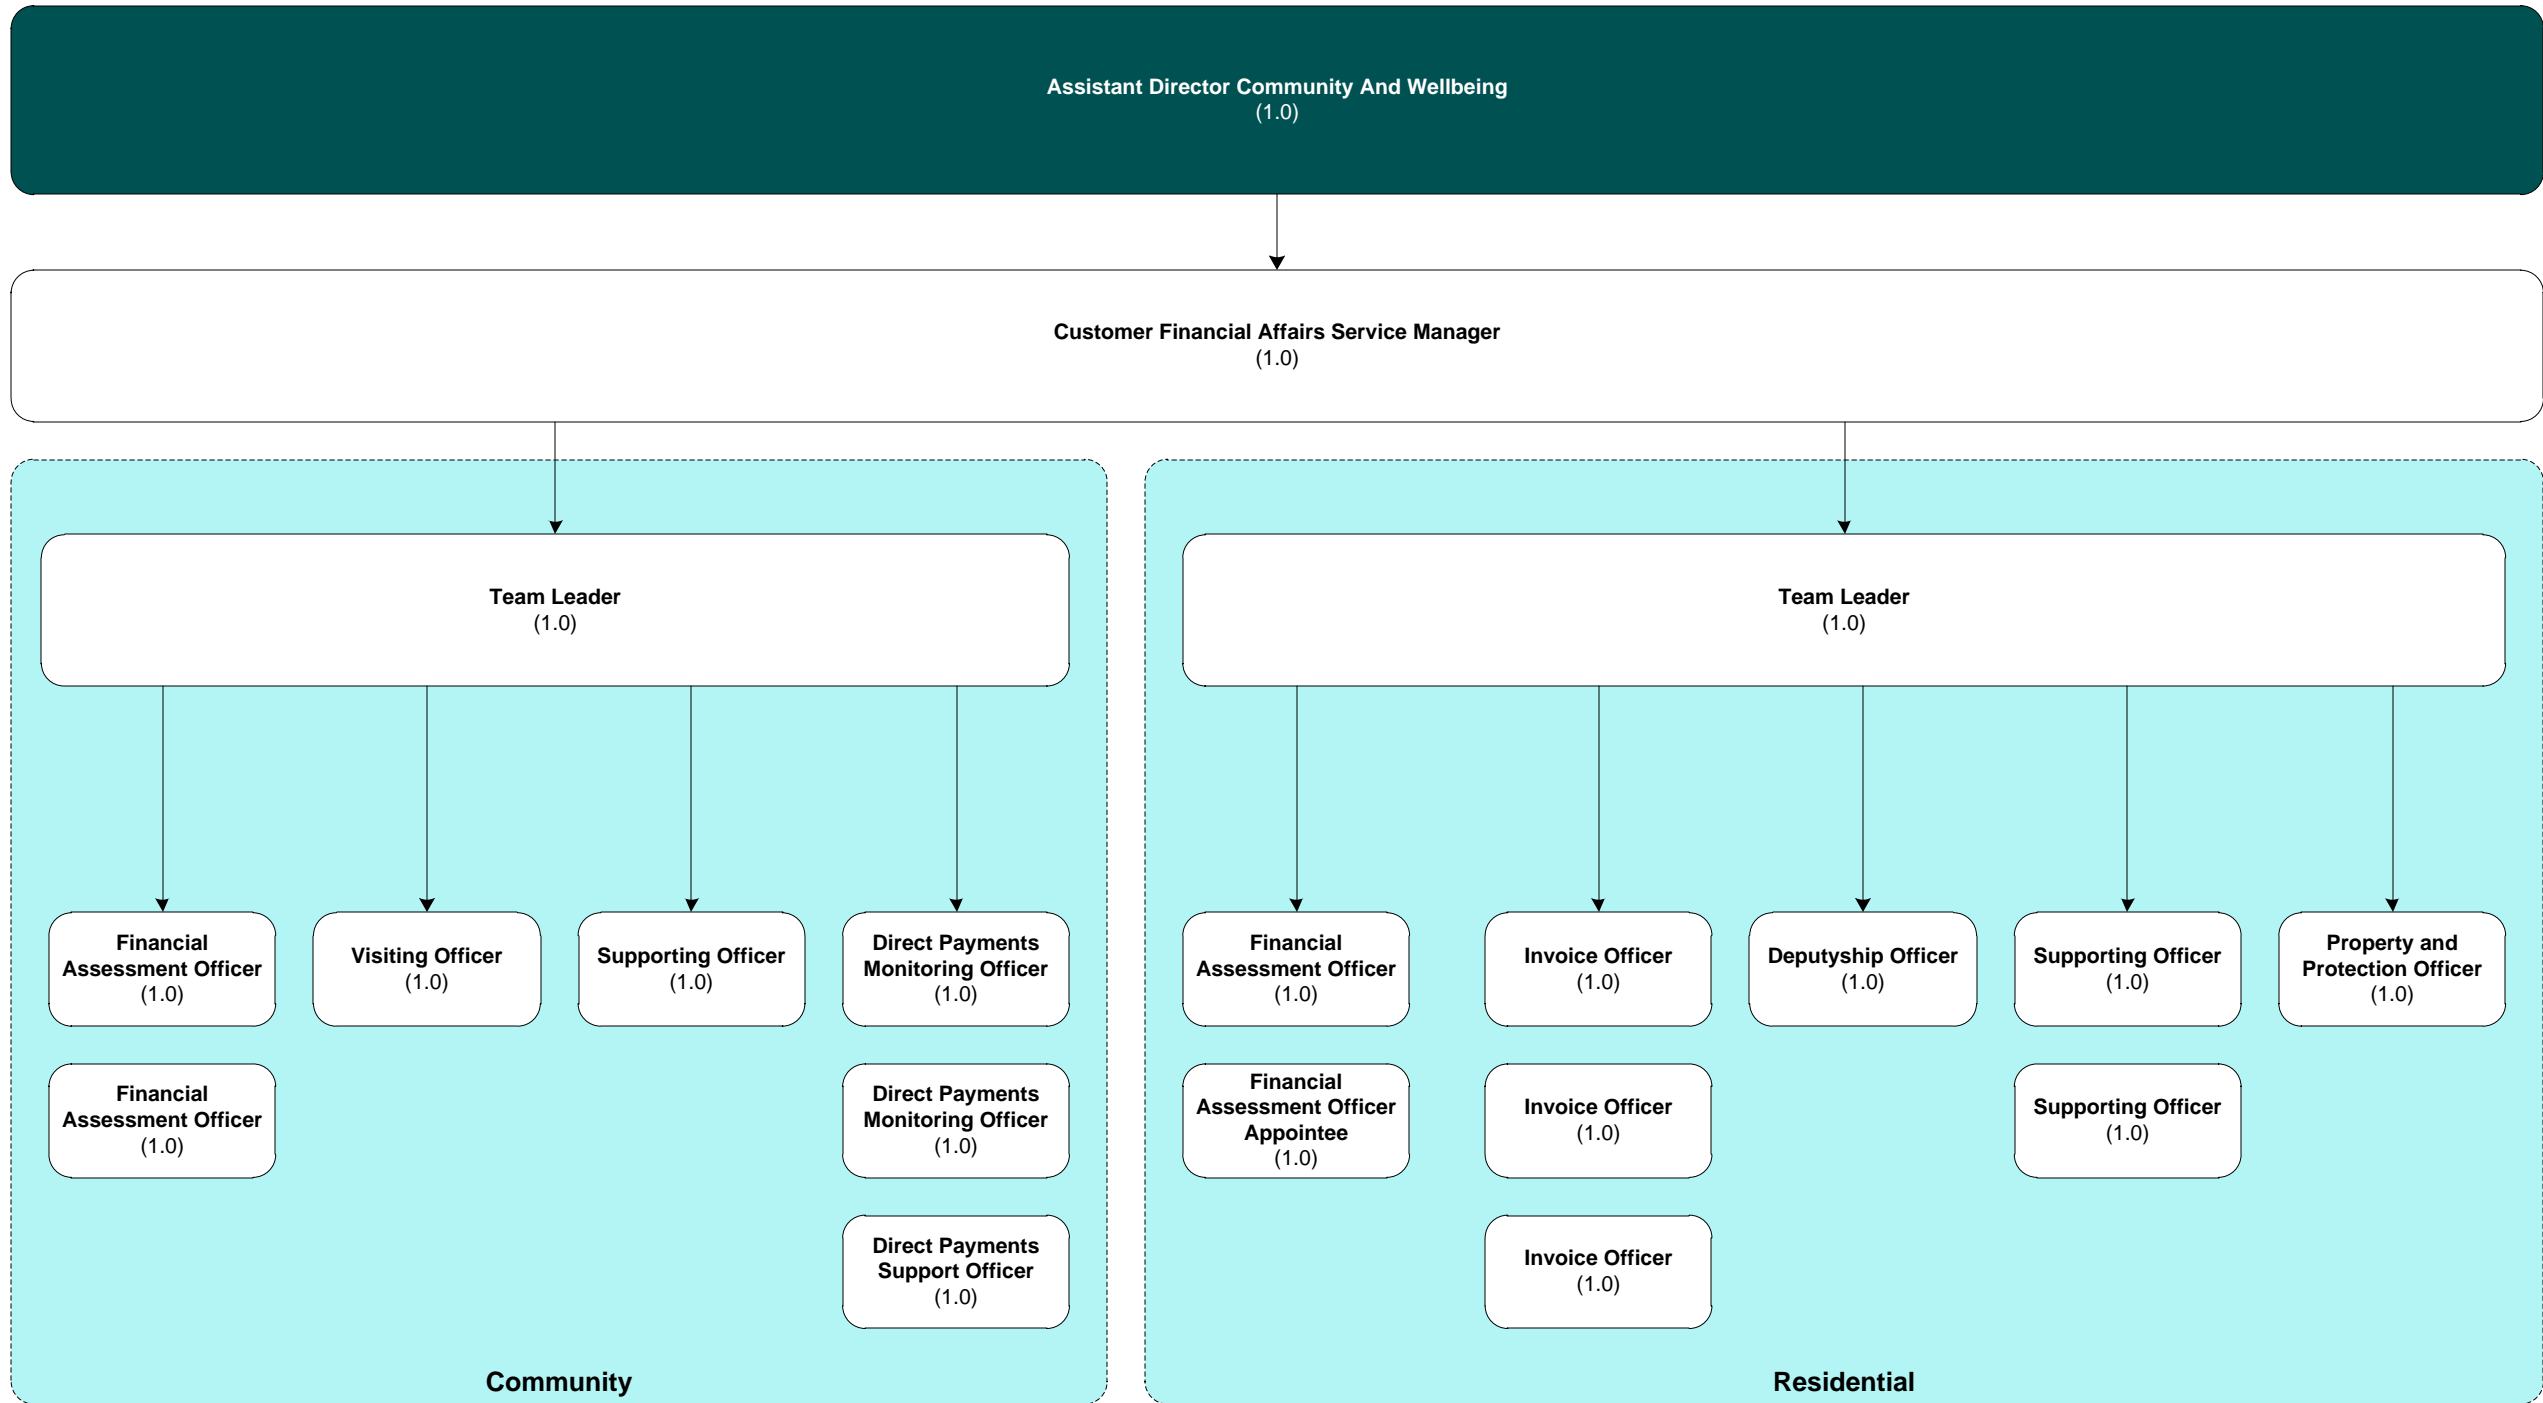 Assistant Director Community And Wellbeing
(1.0)
Customer Financial Affairs Service Manager
(1.0)
Team Leader
(1.0)
Team Leader
(1.0)
Financial
Assessment Officer
(1.0)
Visiting Officer
(1.0)
Supporting Officer
(1.0)
Direct Payments
Monitoring Officer
(1.0)
Financial
Assessment Officer
(1.0)
Invoice Officer
(1.0)
Deputyship Officer
(1.0)
Supporting Officer
(1.0)
Property and
Protection Officer
(1.0)
Financial
Assessment Officer
(1.0)
Direct Payments
Monitoring Officer
(1.0)
Financial
Assessment Officer
Appointee
(1.0)
Invoice Officer
(1.0)
Supporting Officer
(1.0)
Direct Payments
Support Officer
(1.0)
Invoice Officer
(1.0)
Community
Residential